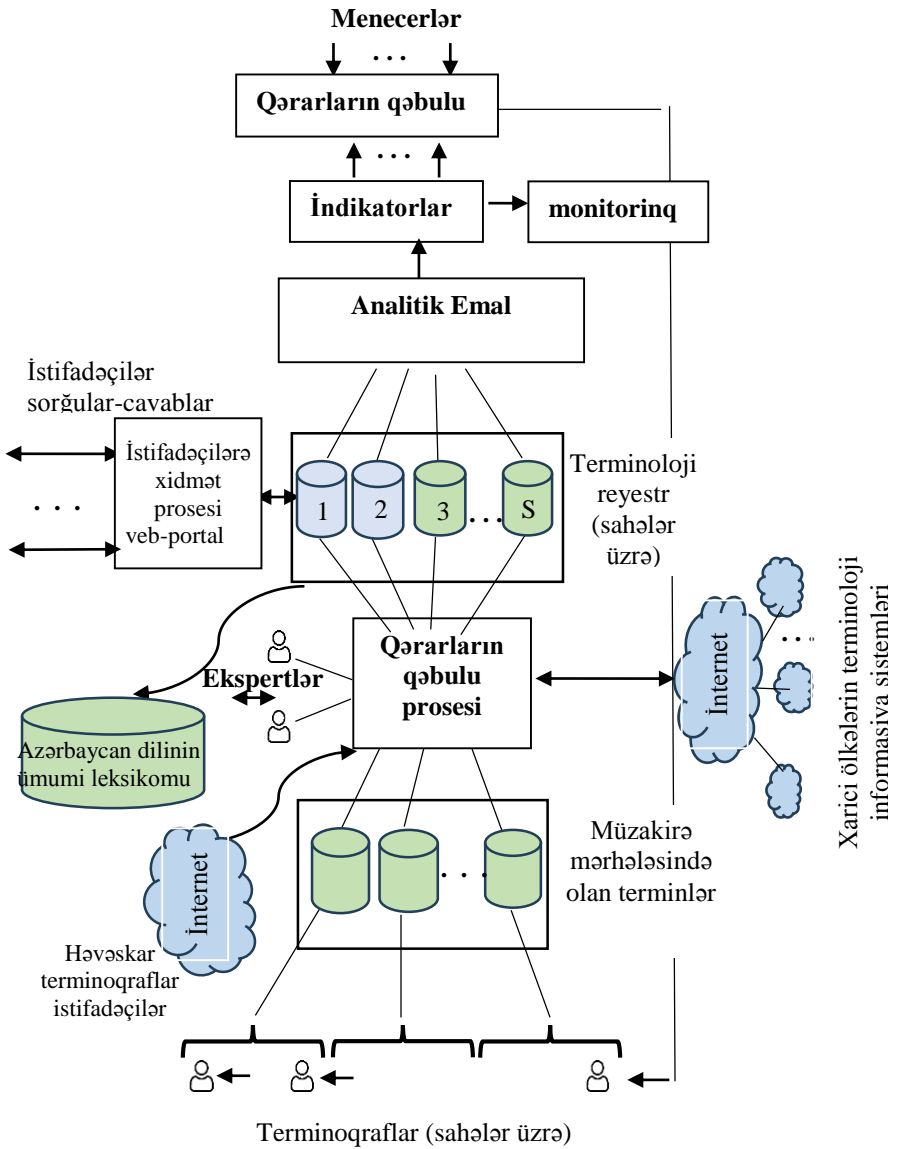 Menecerlər
. . .
Qərarların qəbulu
. . .
İndikatorlar
monitorinq
Analitik Emal
İstifadəçilər
sorğular-cavablar
İstifadəçilərə
xidmət
prosesi
veb-portal
. . .
1
2
3
. . .
S
Terminoloji
reyestr
(sahələr
üzrə)
Qərarların
qəbulu
prosesi
Ekspertlər
Azərbaycan dilinin
ümumi leksikomu
İnternet
. . .
Xarici ölkələrin terminoloji
informasiva sistemləri
İnternet
Həvəskar
terminoqraflar
istifadəçilər
. . .
Müzakirə
mərhələsində
olan terminlər
Terminoqraflar (sahələr üzrə)